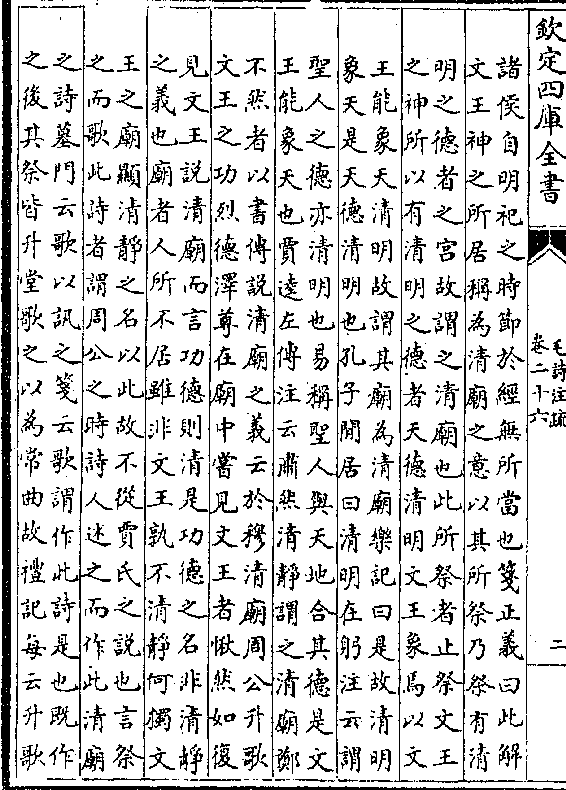 欽定四庫全書
毛詩注疏
卷二十六
二
諸侯自明祀之時節於經無所當也箋正義曰此解
文王神之所居稱為清廟之意以其所祭乃祭有清
明之德者之宮故謂之清廟也此所祭者止祭文王
之神所以有清明之德者天德清明文王象焉以文
王能象天清明故謂其廟為清廟樂記曰是故清明
象天是天德清明也孔子閒居曰清明在躬注云謂
聖人之德亦清明也易稱聖人與天地合其德是文
王能象天也賈逵左傳注云肅然清靜謂之清廟鄭
不然者以書傳說清廟之義云於穆清廟周公升歌
文王之功烈德澤尊在廟中嘗見文王者愀然如復
見文王說清廟而言功德則清是功德之名非清靜
之義也廟者人所不居雖非文王孰不清靜何獨文
王之廟顯清靜之名以此故不從賈氏之說也言祭
之而歌此詩者謂周公之時詩人述之而作此清廟
之詩墓門云歌以訊之箋云歌謂作此詩是也既作
之後其祭皆升堂歌之以為常曲故禮記每云升歌